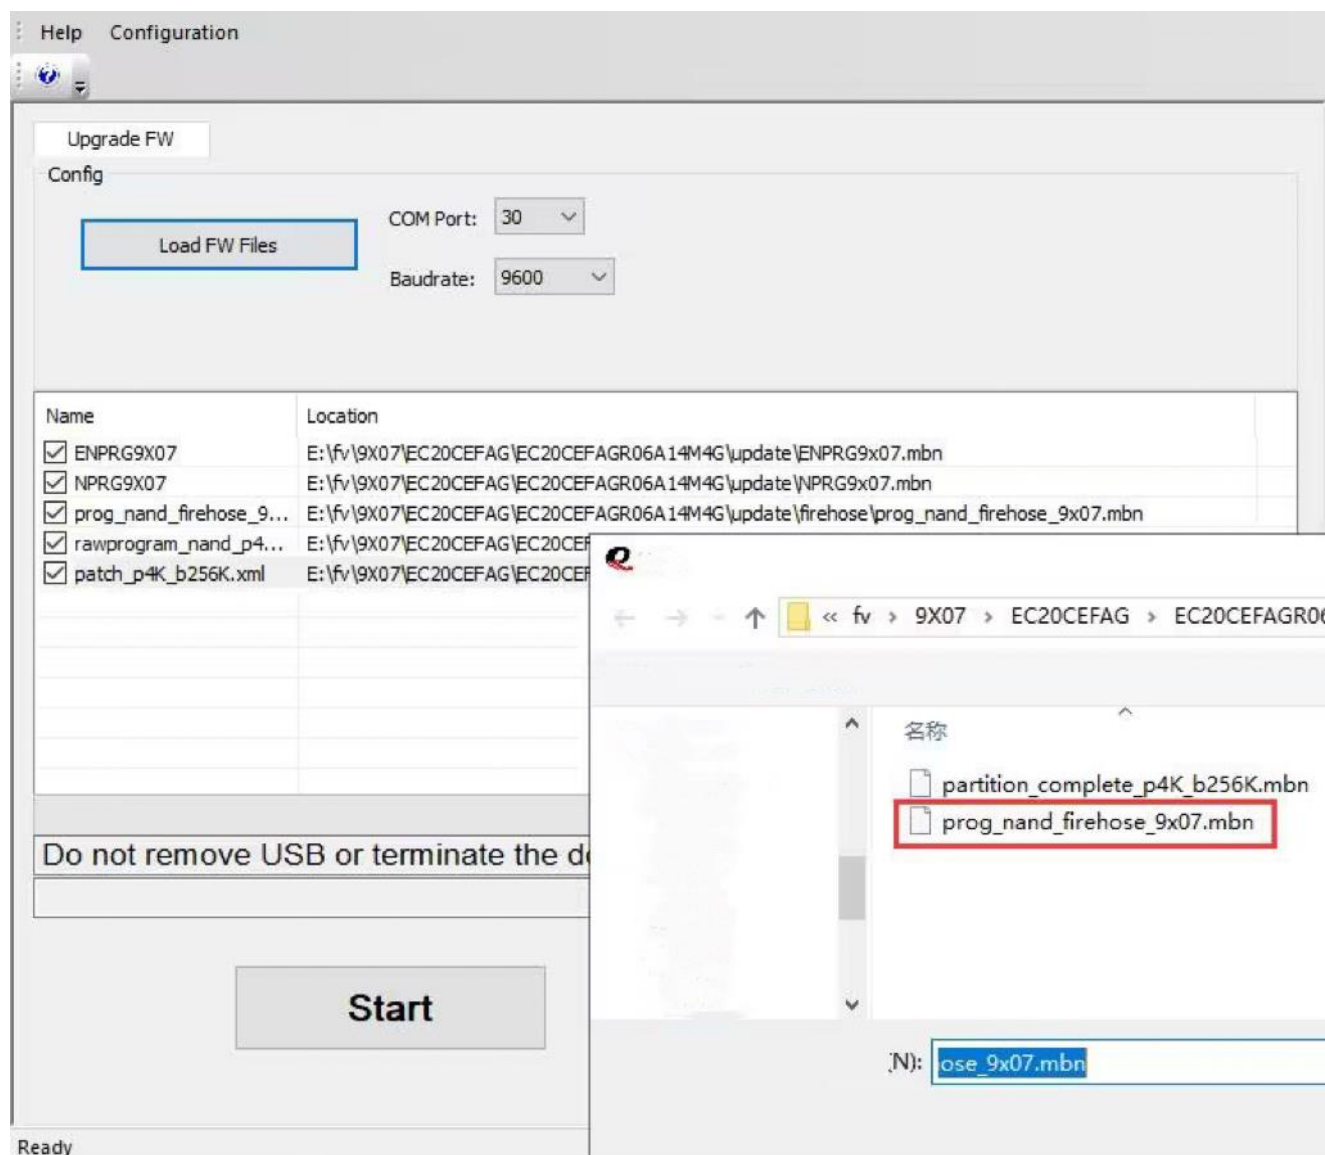 Help Configuration
Upgrade FW
Config
Load FW Files
COM Port: 30
Baudrate: 9600
Name Location
ENPRG9X07 E:\fv\9X07\EC20CEFAG\EC20CEFAGR06A14M4G\update\ENPRG9x07.mbn
NPRG9X07 E:\fv\9X07\EC20CEFAG\EC20CEFAGR06A14M4G\update\NPRG9x07.mbn
prog_nand_firehose_9... E:\fv\9X07\EC20CEFAG\EC20CEFAGR06A14M4G\update\firehose\prog_nand_firehose_9x07.mbn
rawprogram_nand_p4... E:\fv\9X07\EC20CEFAG\EC20CEF
patch_p4K_b256K.xml E:\fv\9X07\EC20CEFAG\EC20CEF
« fv > 9X07 > EC20CEFAG > EC20CEFAGR06
名称
partition_complete_p4K_b256K.mbn
prog_nand_firehose_9x07.mbn
Do not remove USB or terminate the d
Start
N): ose_9x07.mbn
Ready